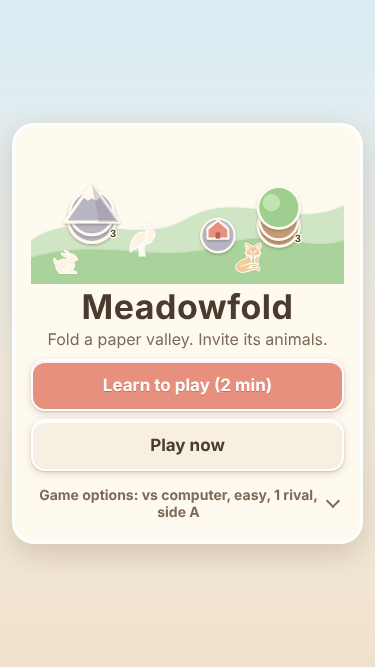 3
3
Meadowfold
Fold a paper valley. Invite its animals.
Learn to play (2 min)
Play now
Game options: vs computer, easy, 1 rival,
side A